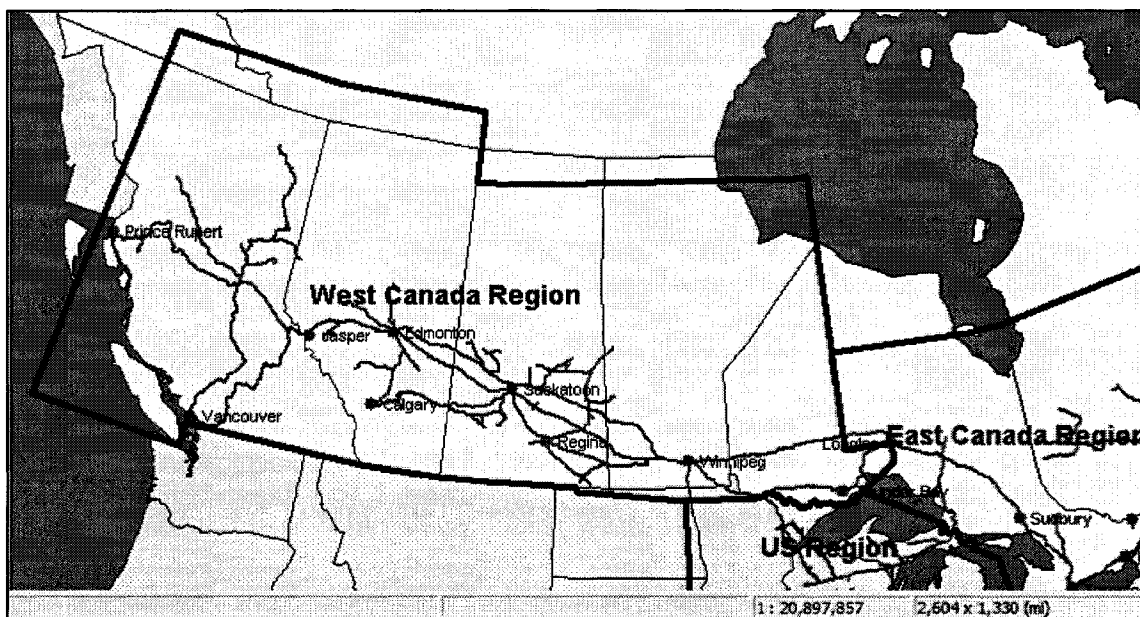 Prince Rupert
West Canada Region
Jasper
Edmonton
Saskatoon
Calgary
Vancouver
Regina
Winnipeg
East Canada Region
Sudbury
US Region
1 : 20,897,857
2,604 x 1,330 (mi)